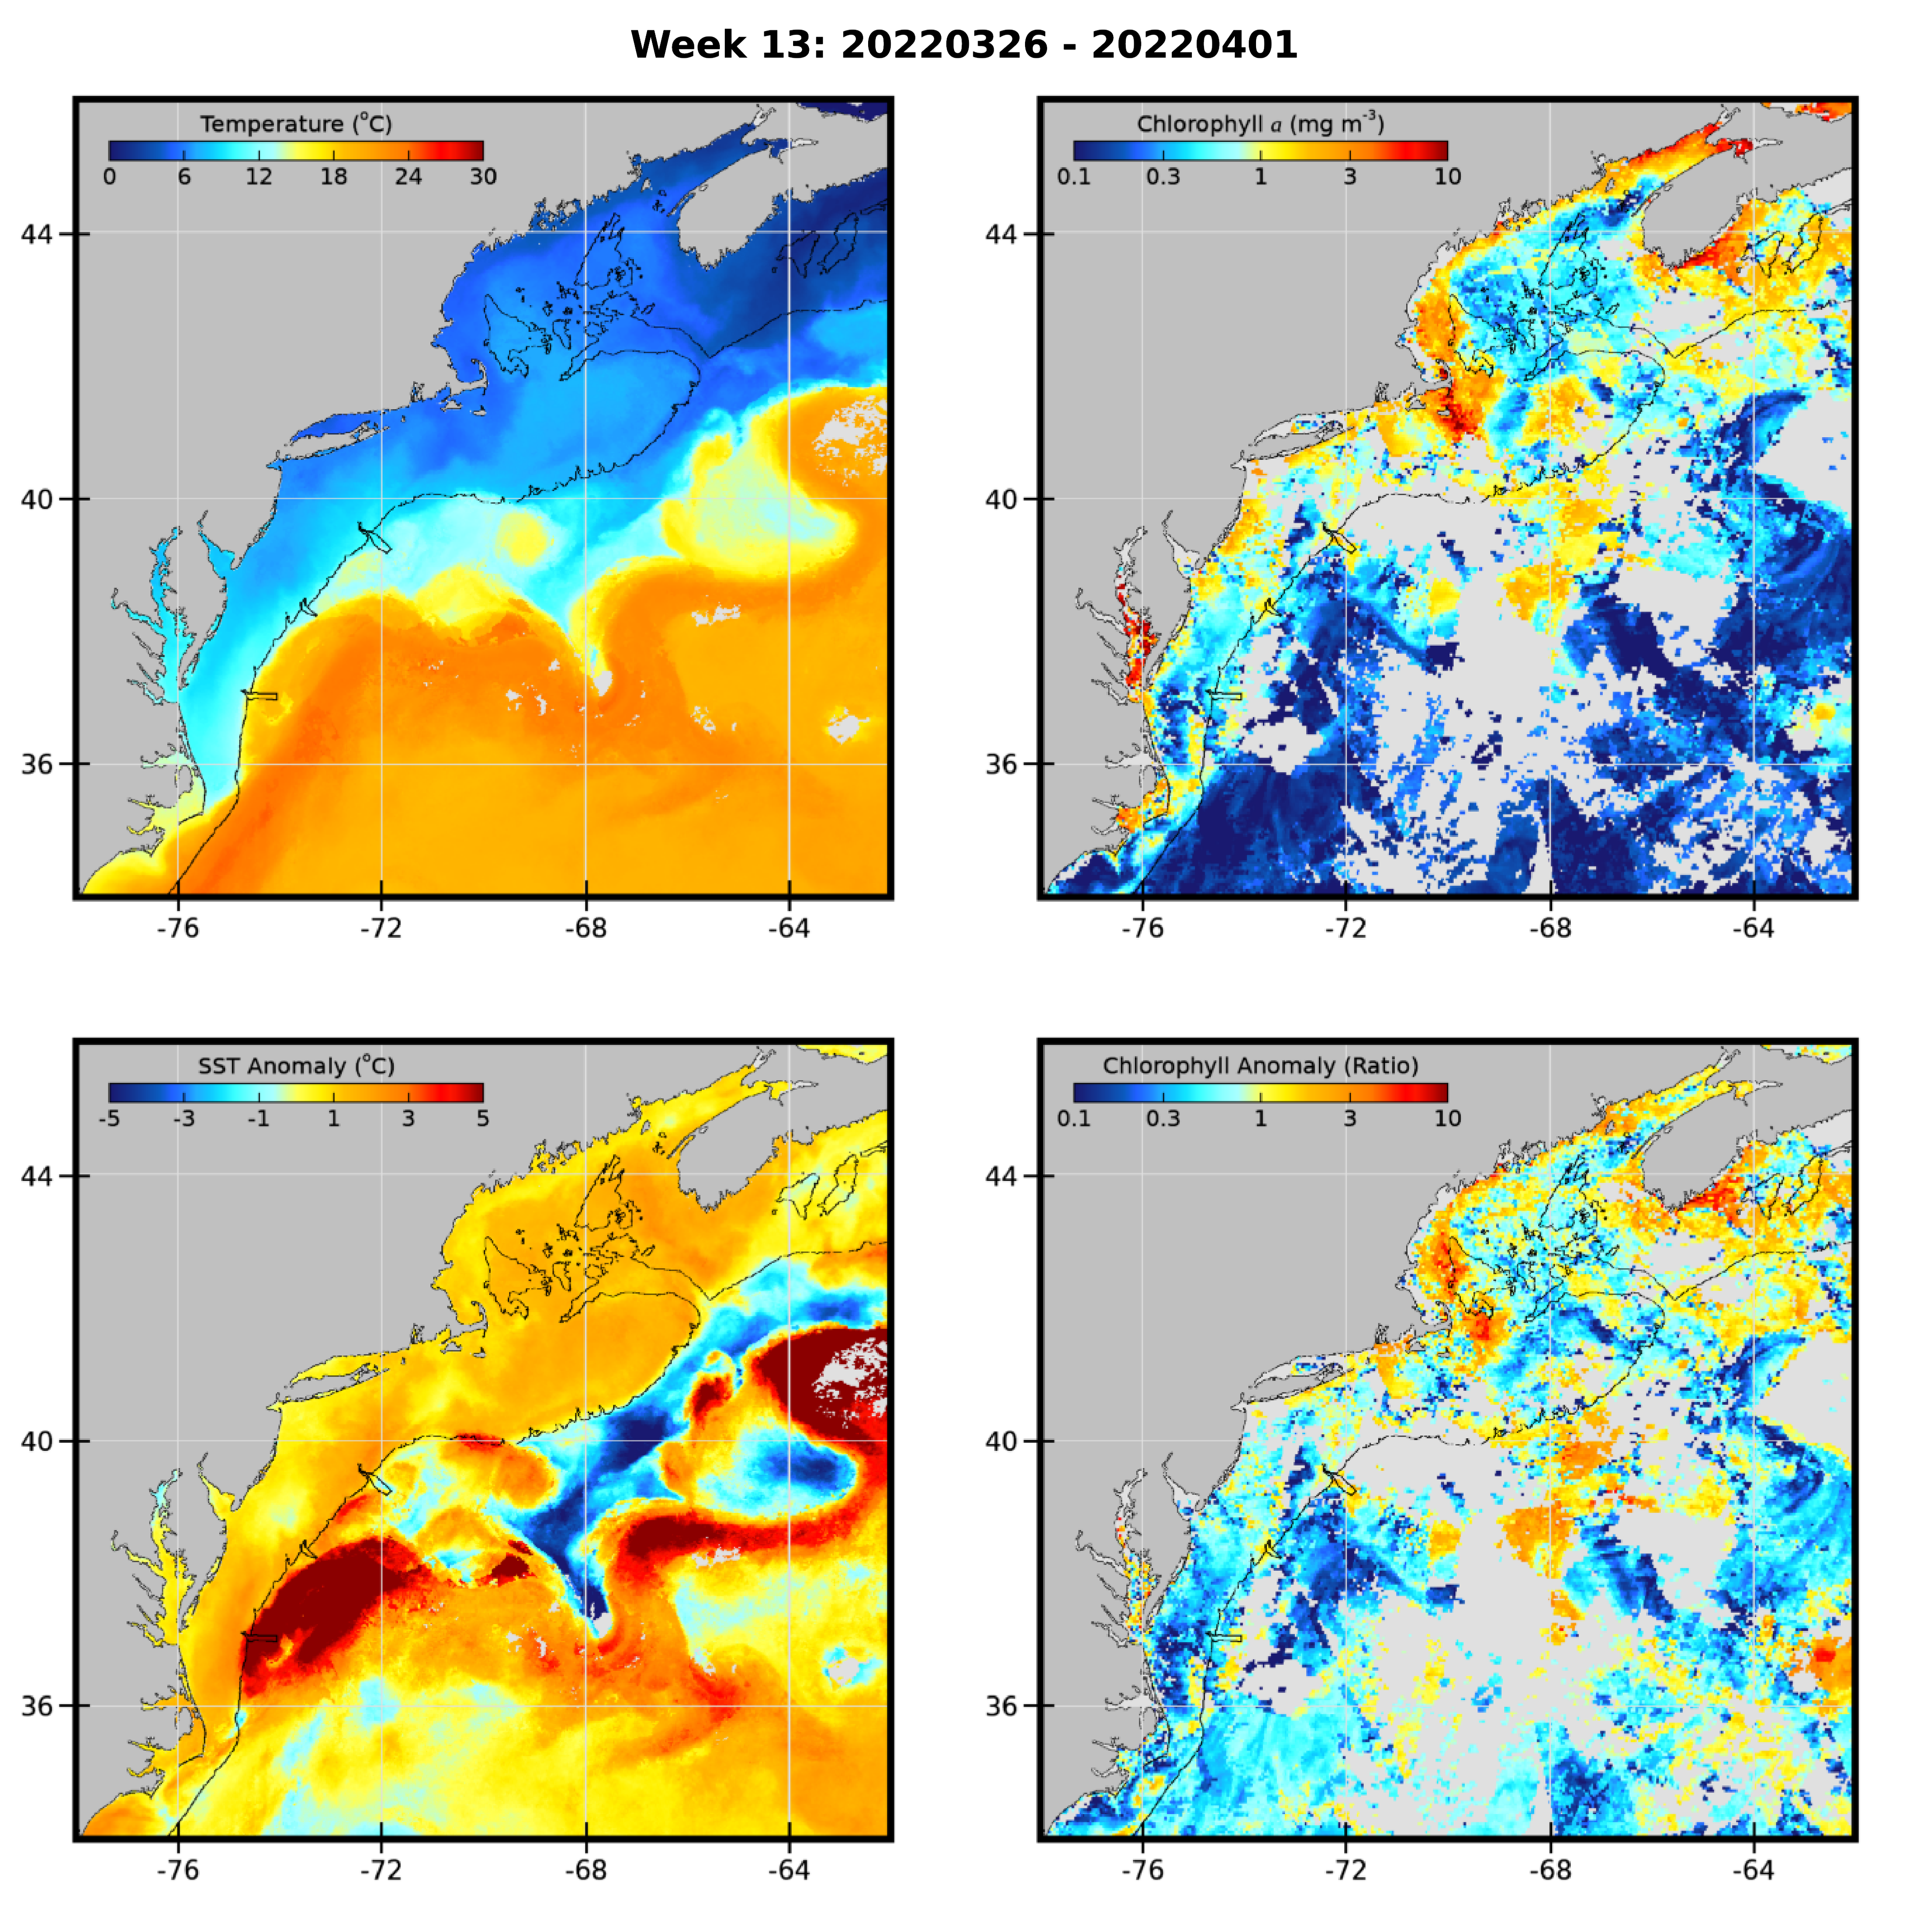 Week 13: 20220326 - 20220401
Temperature (°C)
0 6 12 18 24 30
44
40
36
-76 -72 -68 -64
Chlorophyll a (mg m⁻³)
0.1 0.3 1 3 10
44
40
36
-76 -72 -68 -64
SST Anomaly (°C)
-5 -3 -1 1 3 5
44
40
36
-76 -72 -68 -64
Chlorophyll Anomaly (Ratio)
0.1 0.3 1 3 10
44
40
36
-76 -72 -68 -64